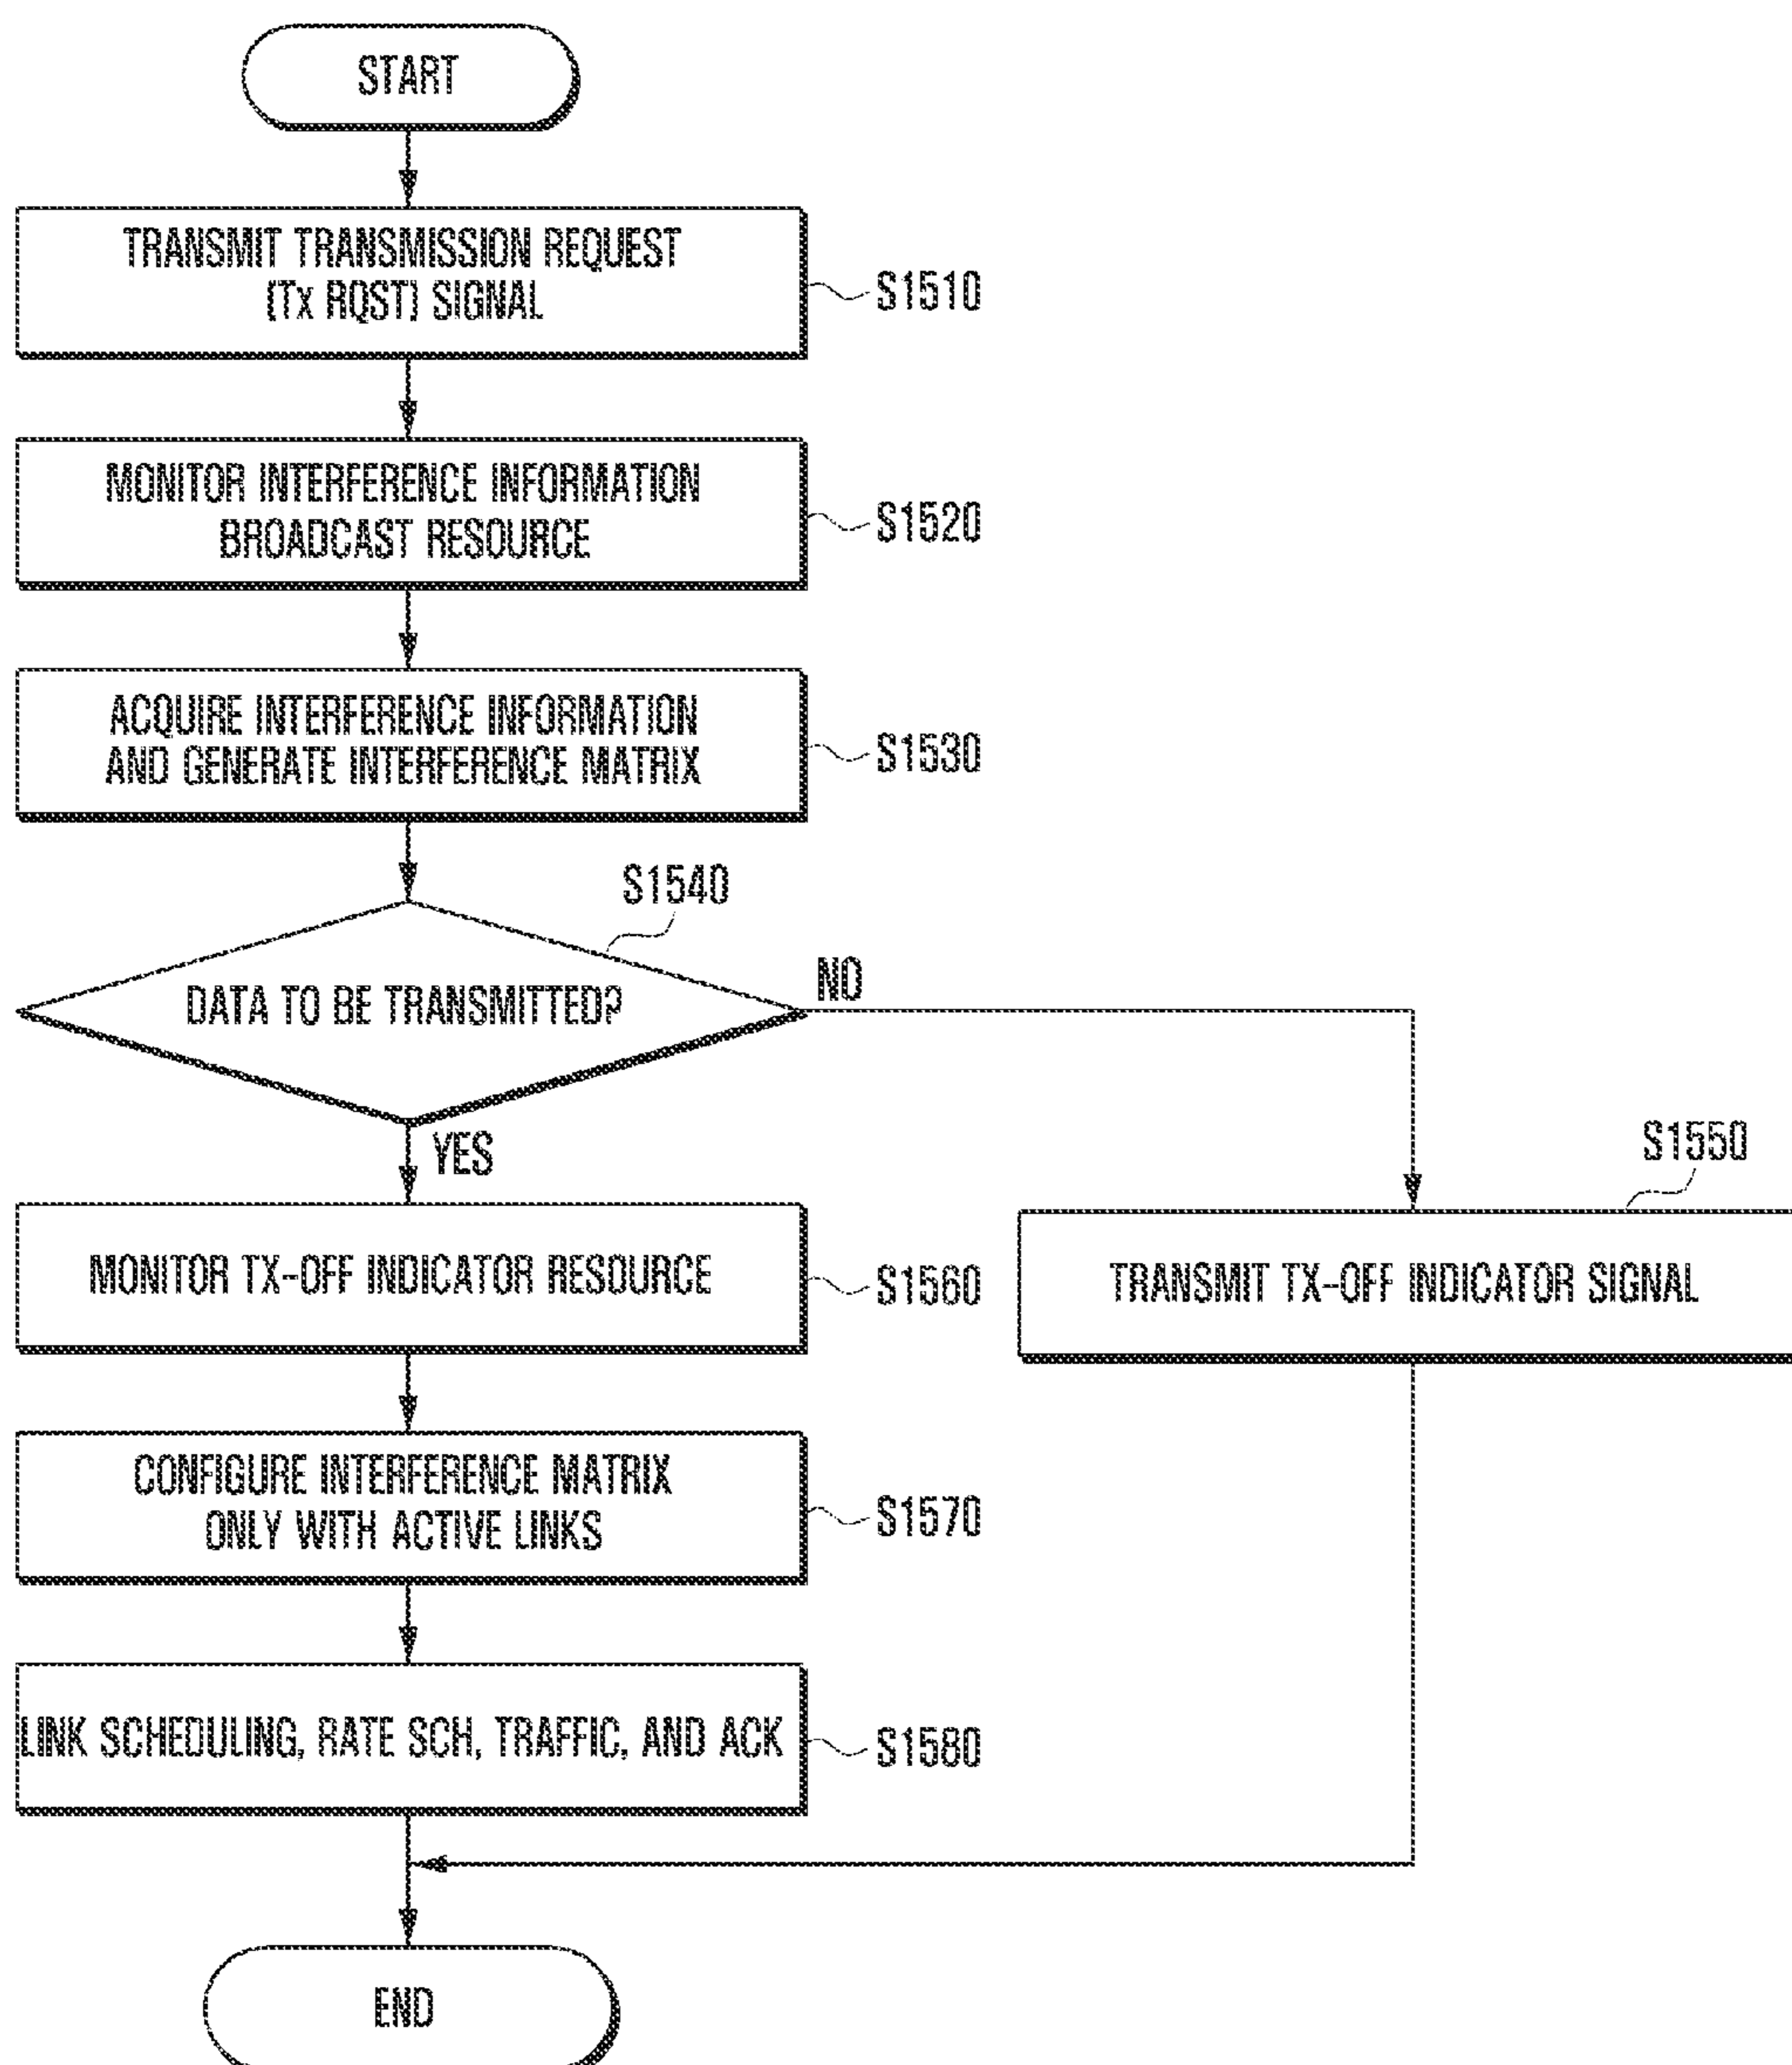 START
TRANSMIT TRANSMISSION REQUEST
(Tx RQST) SIGNAL
S1510
MONITOR INTERFERENCE INFORMATION
BROADCAST RESOURCE
S1520
ACQUIRE INTERFERENCE INFORMATION
AND GENERATE INTERFERENCE MATRIX
S1530
S1540
DATA TO BE TRANSMITTED?
NO
YES
S1550
MONITOR TX-OFF INDICATOR RESOURCE
S1560
TRANSMIT TX-OFF INDICATOR SIGNAL
CONFIGURE INTERFERENCE MATRIX
ONLY WITH ACTIVE LINKS
S1570
LINK SCHEDULING, RATE SCH, TRAFFIC, AND ACK
S1580
END